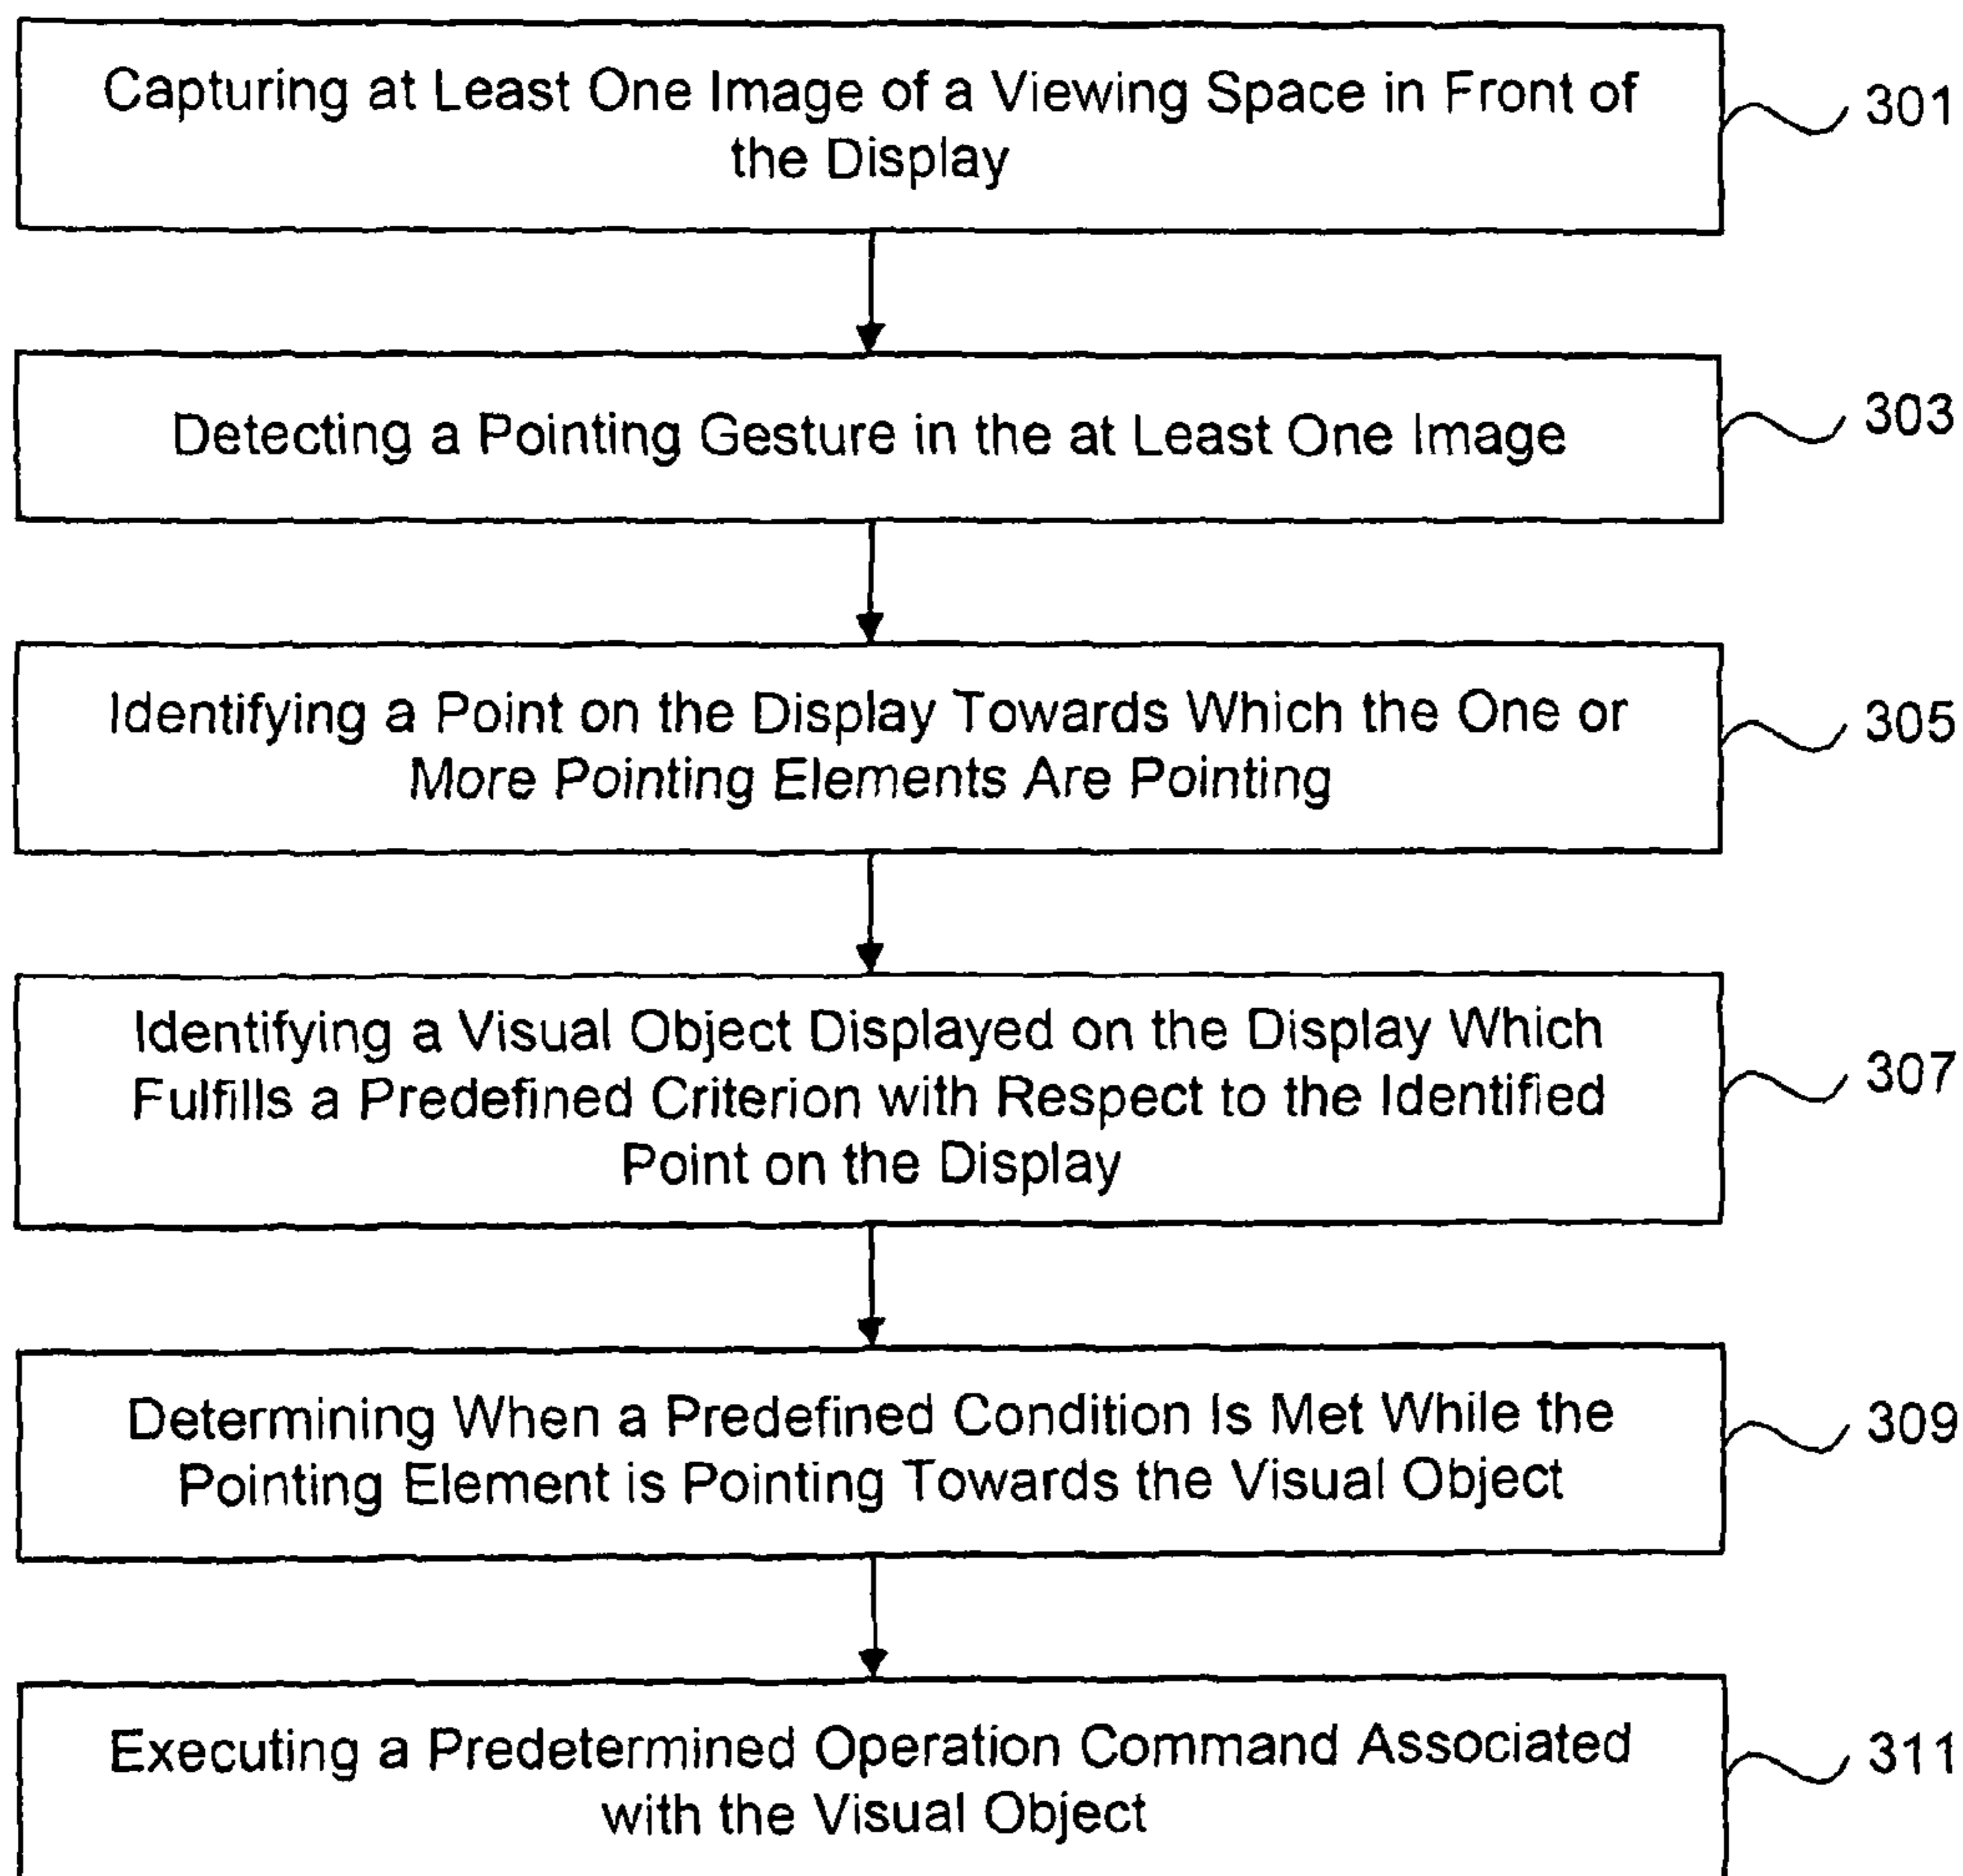 Capturing at Least One Image of a Viewing Space in Front of
the Display
301
Detecting a Pointing Gesture in the at Least One Image
303
Identifying a Point on the Display Towards Which the One or
More Pointing Elements Are Pointing
305
Identifying a Visual Object Displayed on the Display Which
Fulfills a Predefined Criterion with Respect to the Identified
Point on the Display
307
Determining When a Predefined Condition Is Met While the
Pointing Element is Pointing Towards the Visual Object
309
Executing a Predetermined Operation Command Associated
with the Visual Object
311